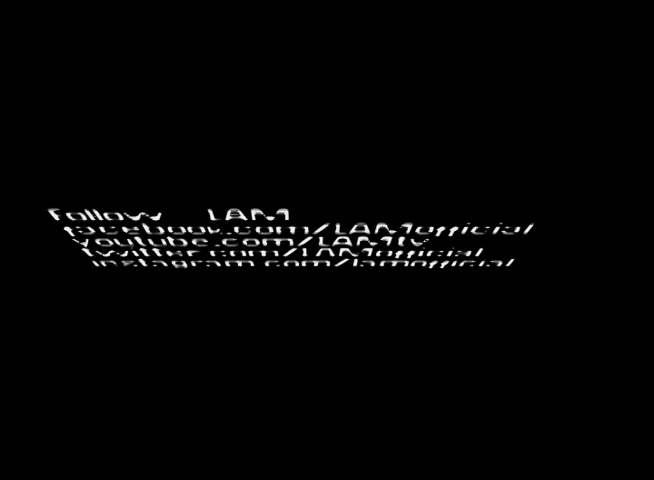 Follow LAM
facebook.com/LAMofficial
youtube.com/LAMtv
twitter.com/LAMofficial
instagram.com/lamofficial